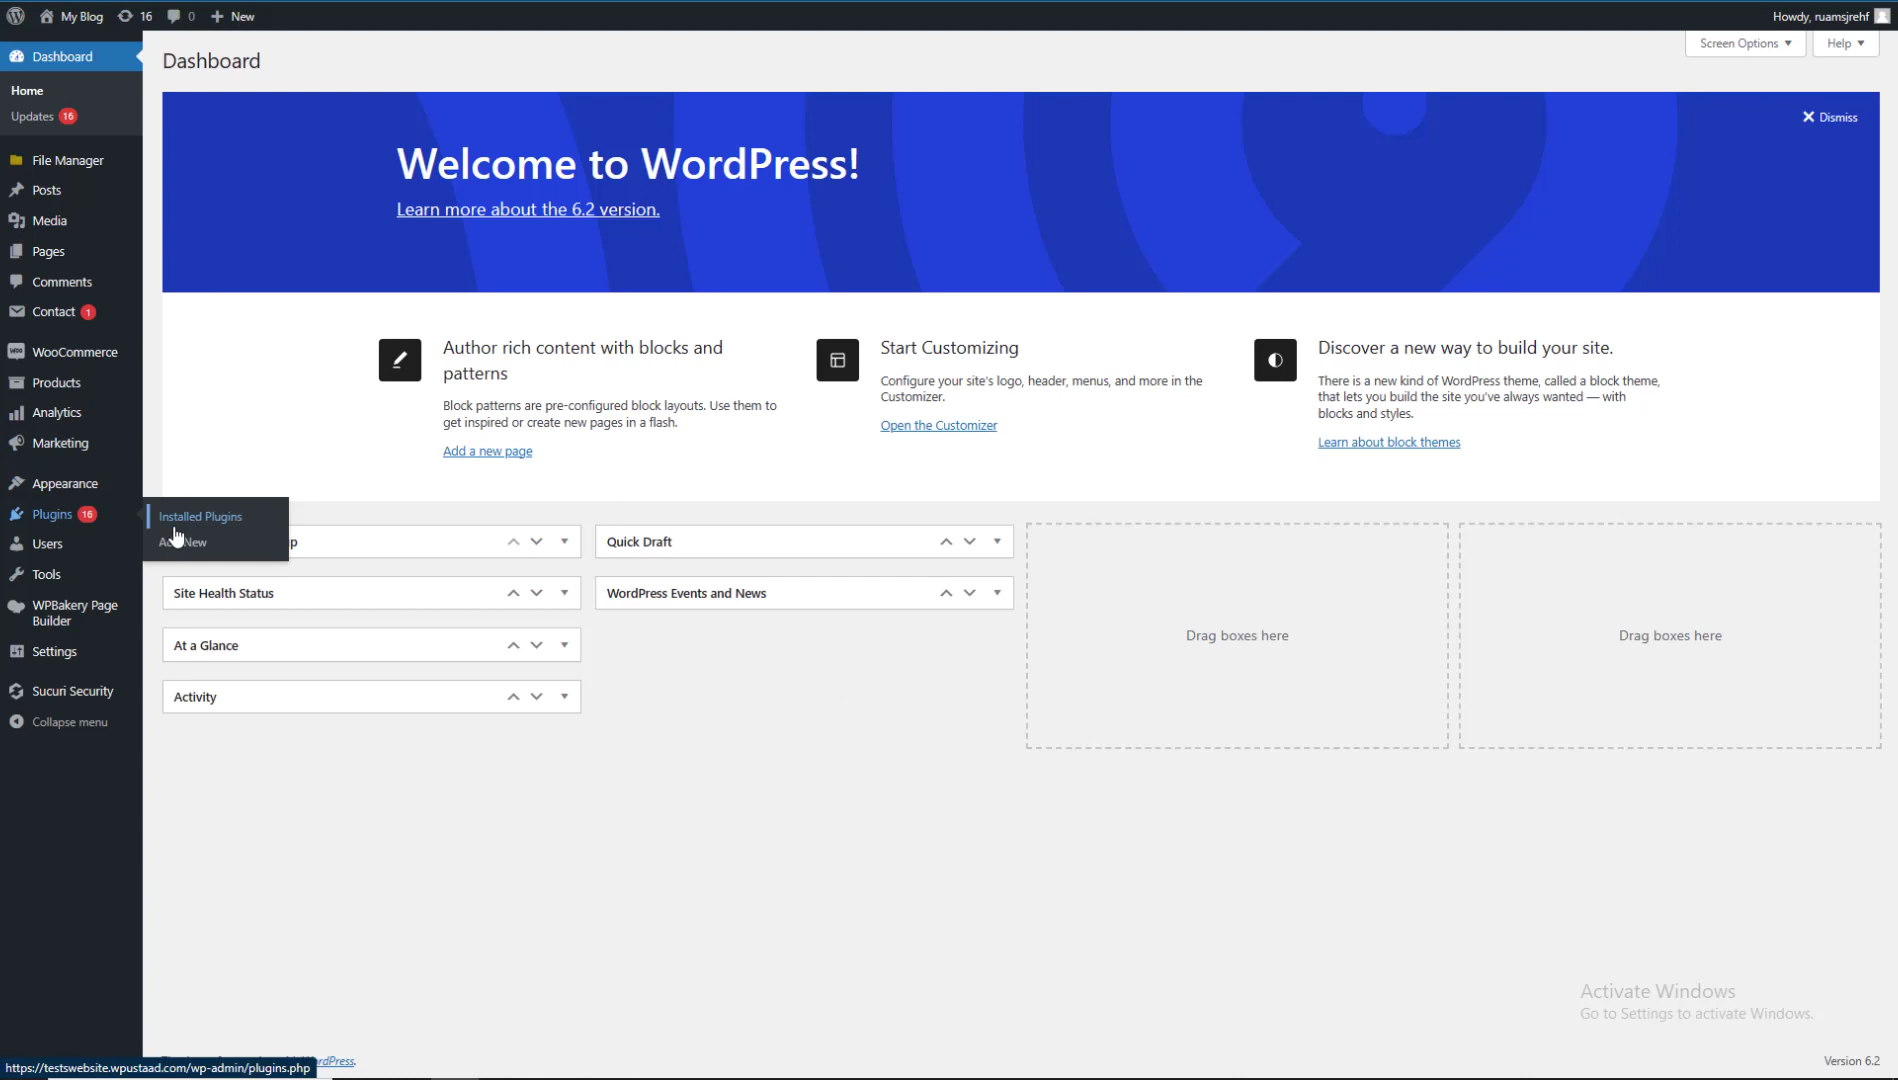 My Blog 16 0 New
Howdy, ruamsjrehf
Dashboard
Home
Updates 16
File Manager
Posts
Media
Pages
Comments
Contact 1
WooCommerce
Products
Analytics
Marketing
Appearance
Plugins 16
Users
Tools
WPBakery Page
Builder
Settings
Sucuri Security
Collapse menu
Installed Plugins
New
Dashboard
Screen Options
Help
Dismiss
Welcome to WordPress!
Learn more about the 6.2 version.
Author rich content with blocks and
patterns
Block patterns are pre-configured block layouts. Use them to
get inspired or create new pages in a flash.
Add a new page
Start Customizing
Configure your site's logo, header, menus, and more in the
Customizer.
Open the Customizer
Discover a new way to build your site.
There is a new kind of WordPress theme, called a block theme,
that lets you build the site you've always wanted — with
blocks and styles.
Learn about block themes
p
Site Health Status
At a Glance
Activity
Quick Draft
WordPress Events and News
Drag boxes here
Drag boxes here
Activate Windows
Go to Settings to activate Windows.
rdPress.
Version 6.2
https://testswebsite.wpustaad.com/wp-admin/plugins.php